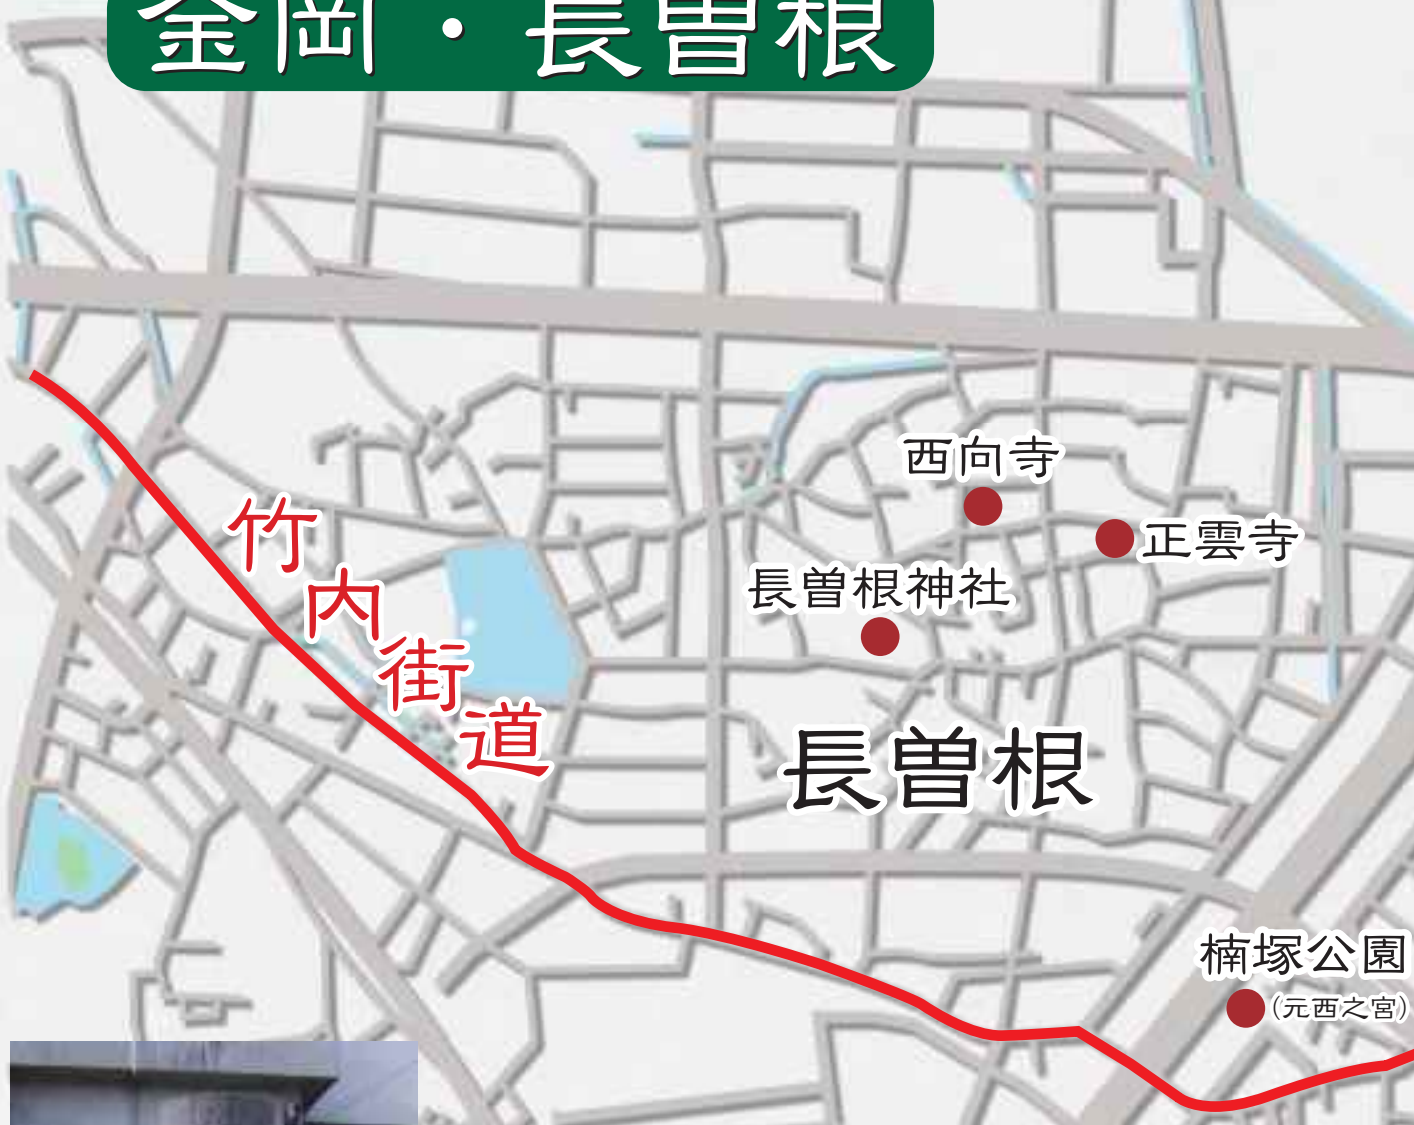 金岡・長曽根
西向寺
正雲寺
竹内街道
長曽根神社
長曽根
楠塚公園
(元西之宮)